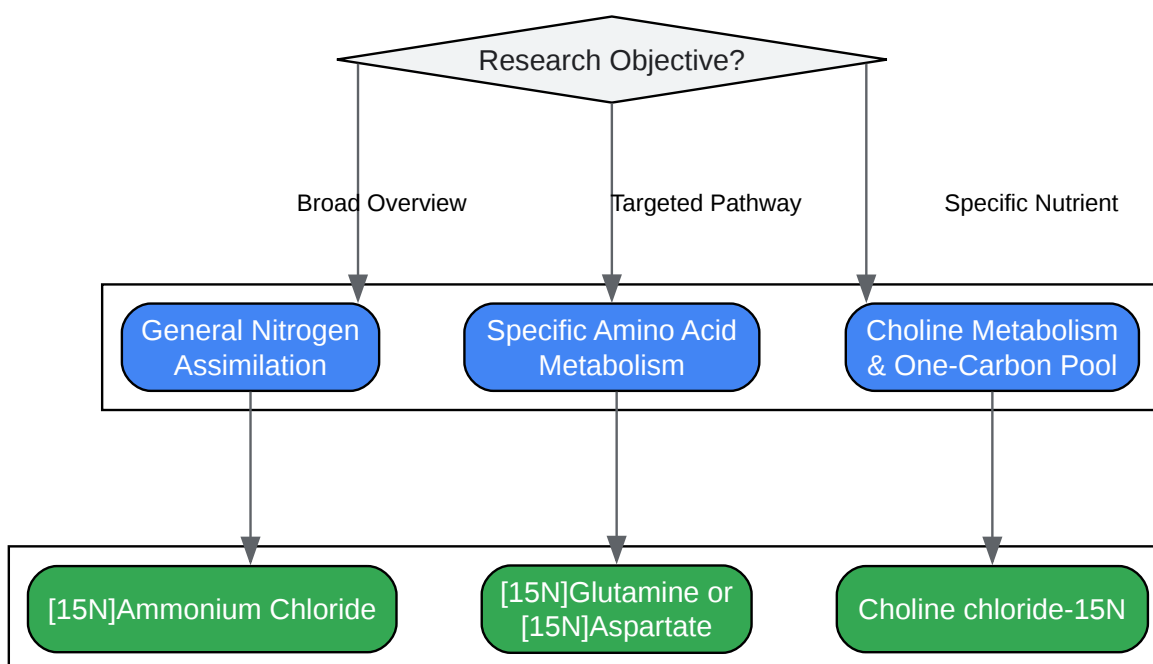 Research Objective?
Broad Overview
Targeted Pathway
Specific Nutrient
General Nitrogen
Assimilation
Specific Amino Acid
Metabolism
Choline Metabolism
& One-Carbon Pool
[15N]Ammonium Chloride
[15N]Glutamine or
[15N]Aspartate
Choline chloride-15N